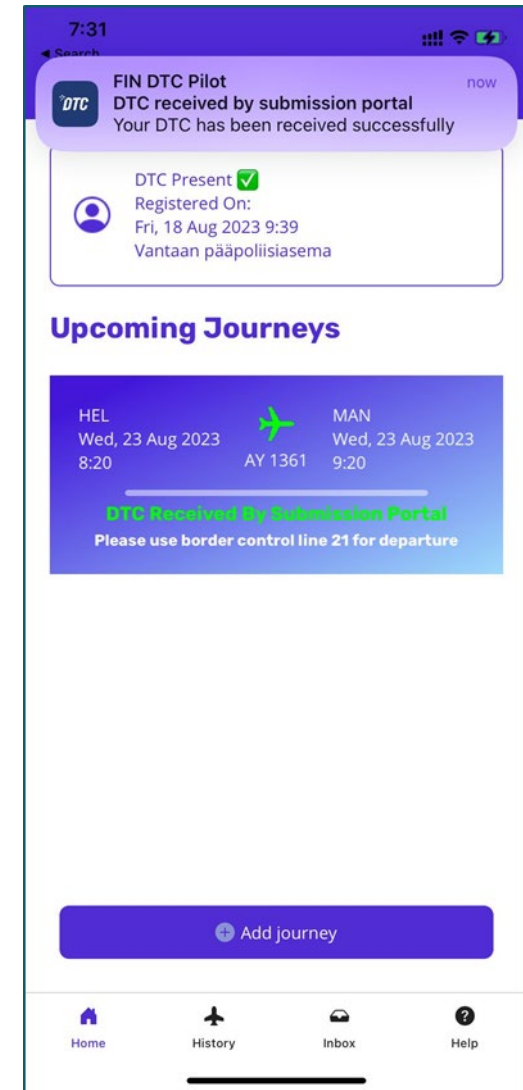 7:31
◀ Search
DTC
FIN DTC Pilot
now
DTC received by submission portal
Your DTC has been received successfully
DTC Present ✅
Registered On:
Fri, 18 Aug 2023 9:39
Vantaan pääpoliisiasema
Upcoming Journeys
HEL
MAN
Wed, 23 Aug 2023
Wed, 23 Aug 2023
8:20
AY 1361
9:20
DTC Received By Submission Portal
Please use border control line 21 for departure
Add journey
Home
History
Inbox
Help